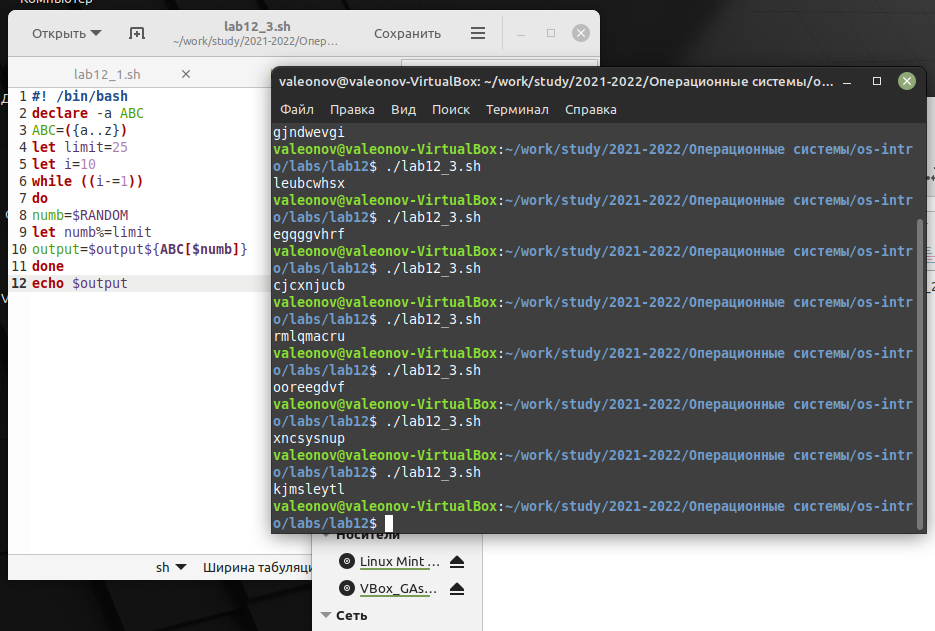 Компьютер
Открыть
lab12_3.sh
~/work/study/2021-2022/Опер…
Сохранить
lab12_1.sh
1 #! /bin/bash
2 declare -a ABC
3 ABC=({a..z})
4 let limit=25
5 let i=10
6 while ((i-=1))
7 do
8 numb=$RANDOM
9 let numb%=limit
10 output=$output${ABC[$numb]}
11 done
12 echo $output
sh Ширина табуляци
valeonov@valeonov-VirtualBox: ~/work/study/2021-2022/Операционные системы/o…
Файл Правка Вид Поиск Терминал Справка
gjndwevgi
valeonov@valeonov-VirtualBox:~/work/study/2021-2022/Операционные системы/os-intr
o/labs/lab12$ ./lab12_3.sh
leubcwhsx
valeonov@valeonov-VirtualBox:~/work/study/2021-2022/Операционные системы/os-intr
o/labs/lab12$ ./lab12_3.sh
egqggvhrf
valeonov@valeonov-VirtualBox:~/work/study/2021-2022/Операционные системы/os-intr
o/labs/lab12$ ./lab12_3.sh
cjcxnjucb
valeonov@valeonov-VirtualBox:~/work/study/2021-2022/Операционные системы/os-intr
o/labs/lab12$ ./lab12_3.sh
rmlqmacru
valeonov@valeonov-VirtualBox:~/work/study/2021-2022/Операционные системы/os-intr
o/labs/lab12$ ./lab12_3.sh
ooreegdvf
valeonov@valeonov-VirtualBox:~/work/study/2021-2022/Операционные системы/os-intr
o/labs/lab12$ ./lab12_3.sh
xncsysnup
valeonov@valeonov-VirtualBox:~/work/study/2021-2022/Операционные системы/os-intr
o/labs/lab12$ ./lab12_3.sh
kjmsleytl
valeonov@valeonov-VirtualBox:~/work/study/2021-2022/Операционные системы/os-intr
o/labs/lab12$
Носители
Linux Mint …
VBox_GAs…
Сеть